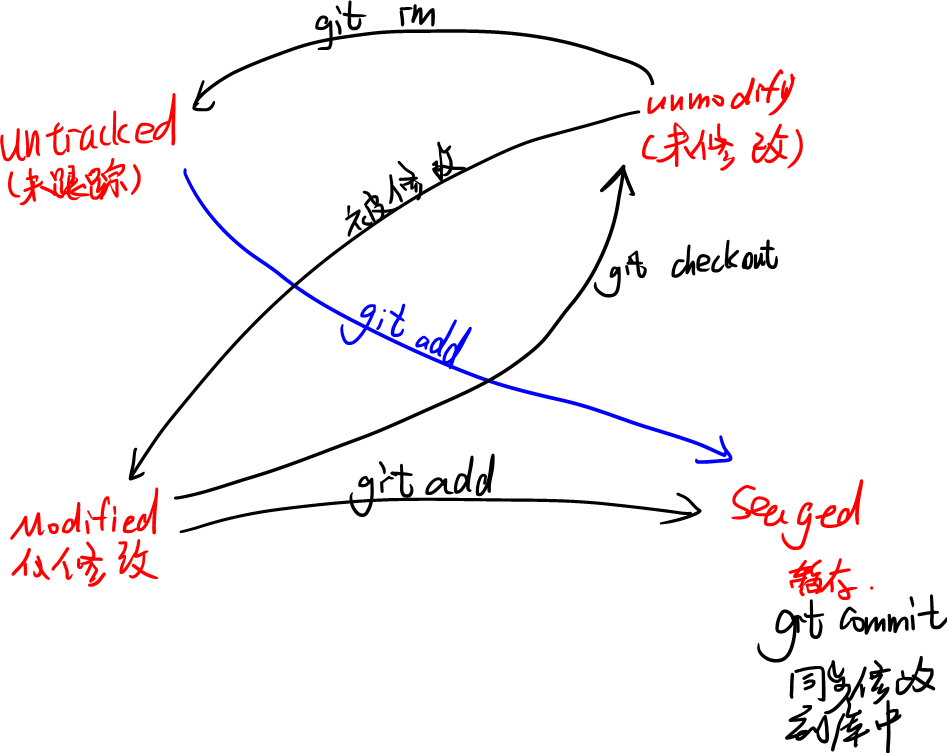 git rm
untracked
(未跟踪)
unmodify
(未修改)
被修改
git checkout
git add
git add
Modified
仅修改
Seaged
暂存.
git commit
同步修改
到库中